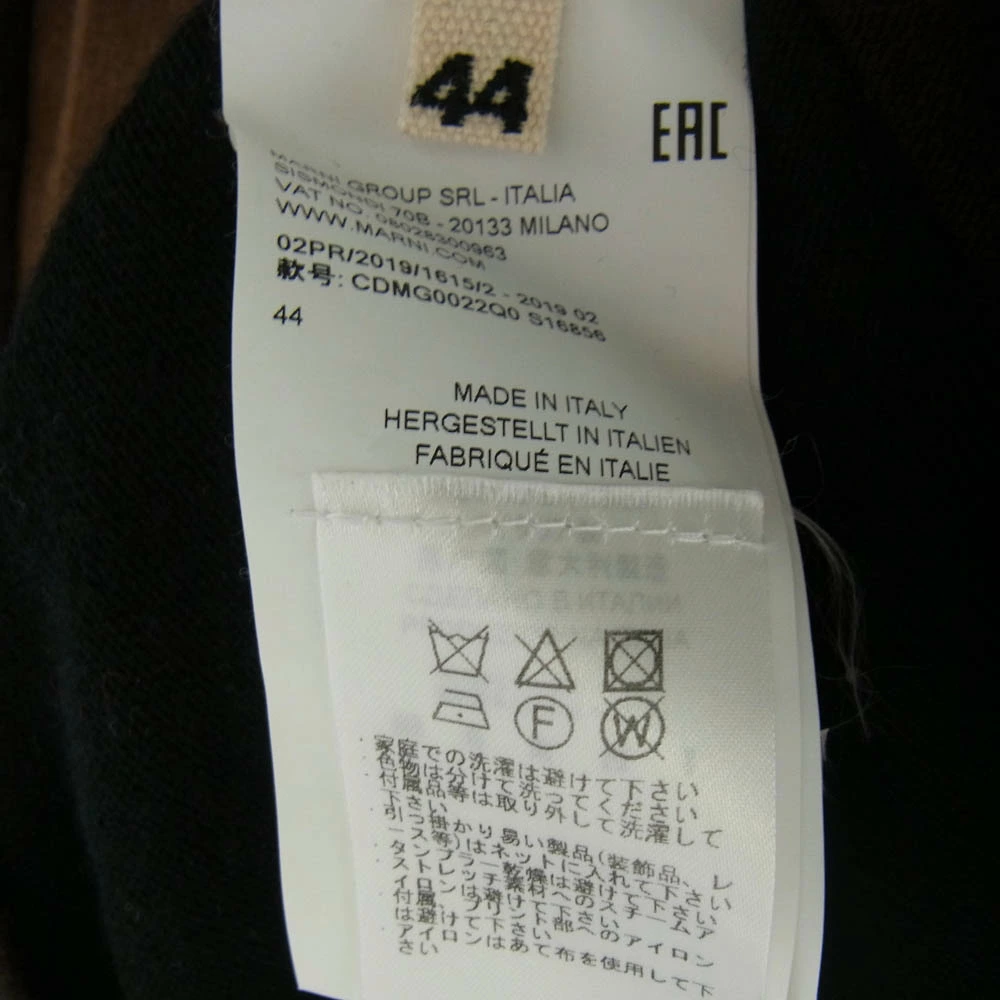 44
EAC
MARNI GROUP SRL - ITALIA
SISMONDI 70B - 20133 MILANO
VAT NO. 08028300963
WWW.MARNI.COM
02PR/2019/1615/2 - 2019 02
款号: CDMG0022Q0 S16856
44
MADE IN ITALY
HERGESTELLT IN ITALIEN
FABRIQUÉ EN ITALIE
F
W
・家庭での洗濯は避けて下さい
・色物は分けて洗ってください
・付属品等は取り外して洗濯して
下さい
・引っ掛かり易い製品(装飾品、レ
ース等)はネットに入れて下さい
・タンブラー乾燥は避けて下さい
・ストレッチ素材へのスチームア
イロンは避けて下さい
・付属、プリント部へのアイロン
は避けて下さい
・アイロンはあて布を使用して下
さい